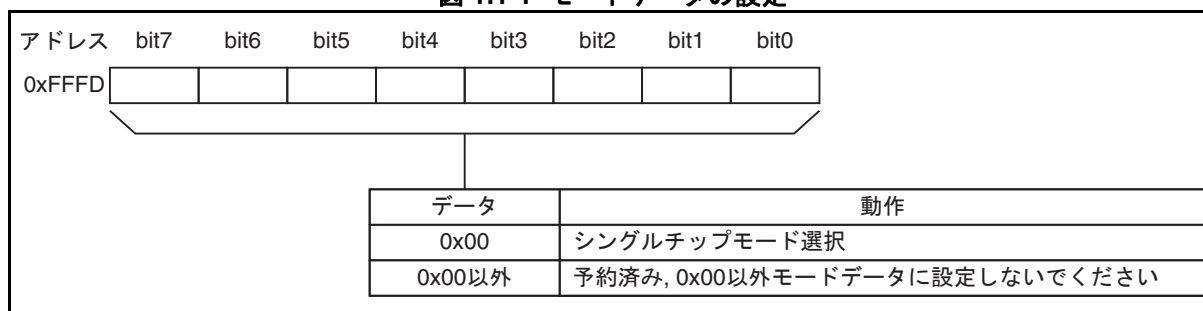 アドレス bit7 bit6 bit5 bit4 bit3 bit2 bit1 bit0
0xFFFD
データ 動作
0x00 シングルチップモード選択
0x00以外 予約済み, 0x00以外モードデータに設定しないでください